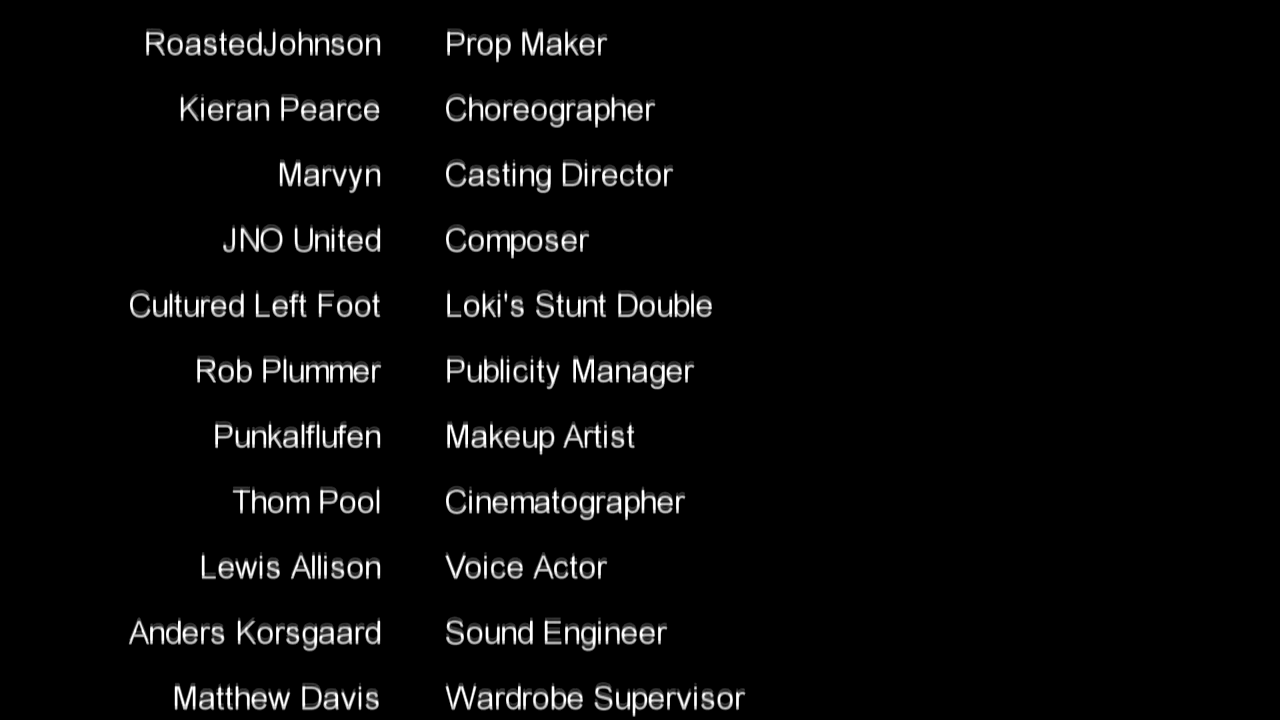 RoastedJohnson Prop Maker
Kieran Pearce Choreographer
Marvyn Casting Director
JNO United Composer
Cultured Left Foot Loki's Stunt Double
Rob Plummer Publicity Manager
Punkalflufen Makeup Artist
Thom Pool Cinematographer
Lewis Allison Voice Actor
Anders Korsgaard Sound Engineer
Matthew Davis Wardrobe Supervisor